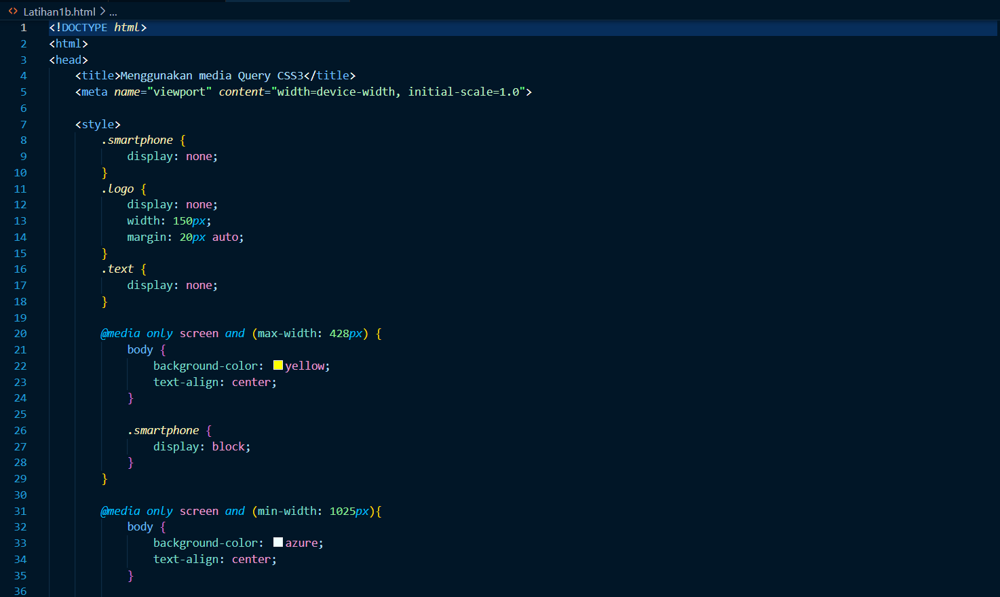 <> Latihan1b.html > ...
1 <!DOCTYPE html>
2 <html>
3 <head>
4     <title>Menggunakan media Query CSS3</title>
5     <meta name="viewport" content="width=device-width, initial-scale=1.0">
6
7     <style>
8         .smartphone {
9             display: none;
10         }
11         .logo {
12             display: none;
13             width: 150px;
14             margin: 20px auto;
15         }
16         .text {
17             display: none;
18         }
19
20         @media only screen and (max-width: 428px) {
21             body {
22                 background-color: yellow;
23                 text-align: center;
24             }
25
26             .smartphone {
27                 display: block;
28             }
29         }
30
31         @media only screen and (min-width: 1025px){
32             body {
33                 background-color: azure;
34                 text-align: center;
35             }
36